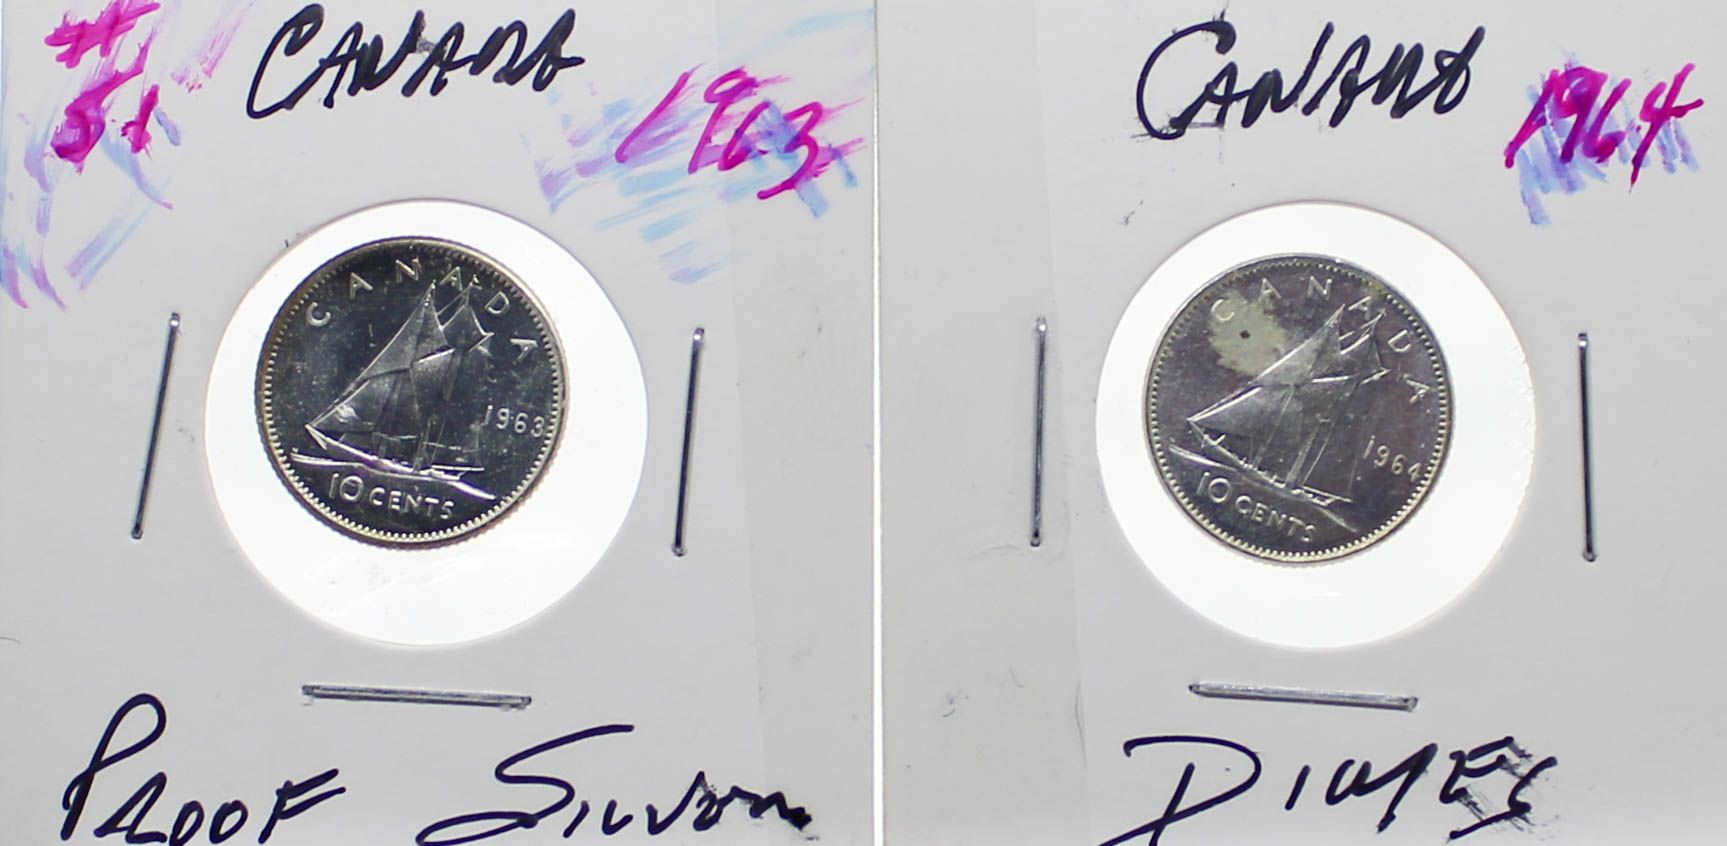 # 51
CANADA
1963
CANADA
10 CENTS
1963
PROOF SILVER
CANADA
1964
CANADA
10 CENTS
1964
DIMES